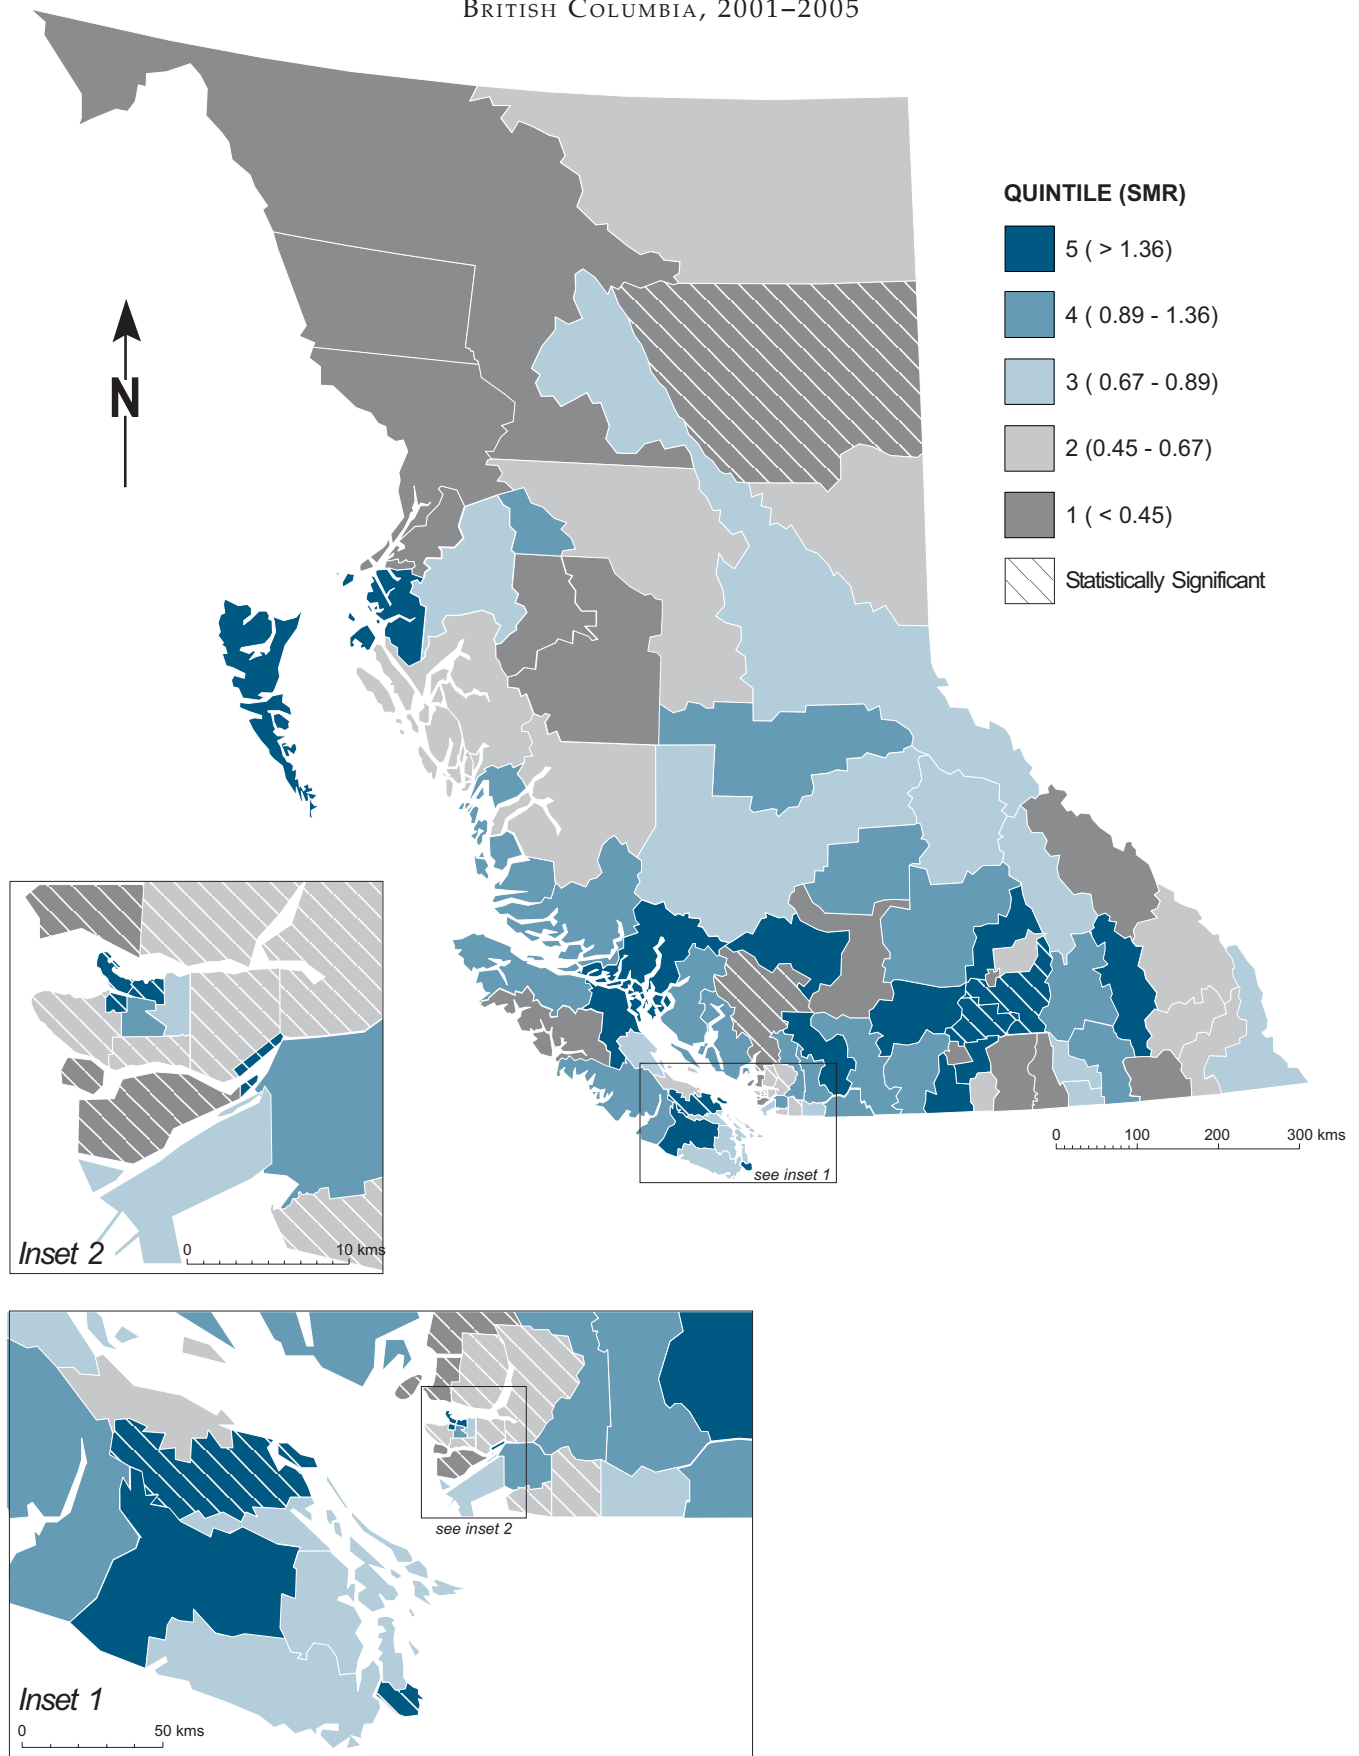 BRITISH COLUMBIA, 2001–2005
QUINTILE (SMR)
5 ( > 1.36)
4 ( 0.89 - 1.36)
3 ( 0.67 - 0.89)
2 (0.45 - 0.67)
1 ( < 0.45)
Statistically Significant
N
0 100 200 300 kms
see inset 1
Inset 2
0 10 kms
see inset 2
Inset 1
0 50 kms